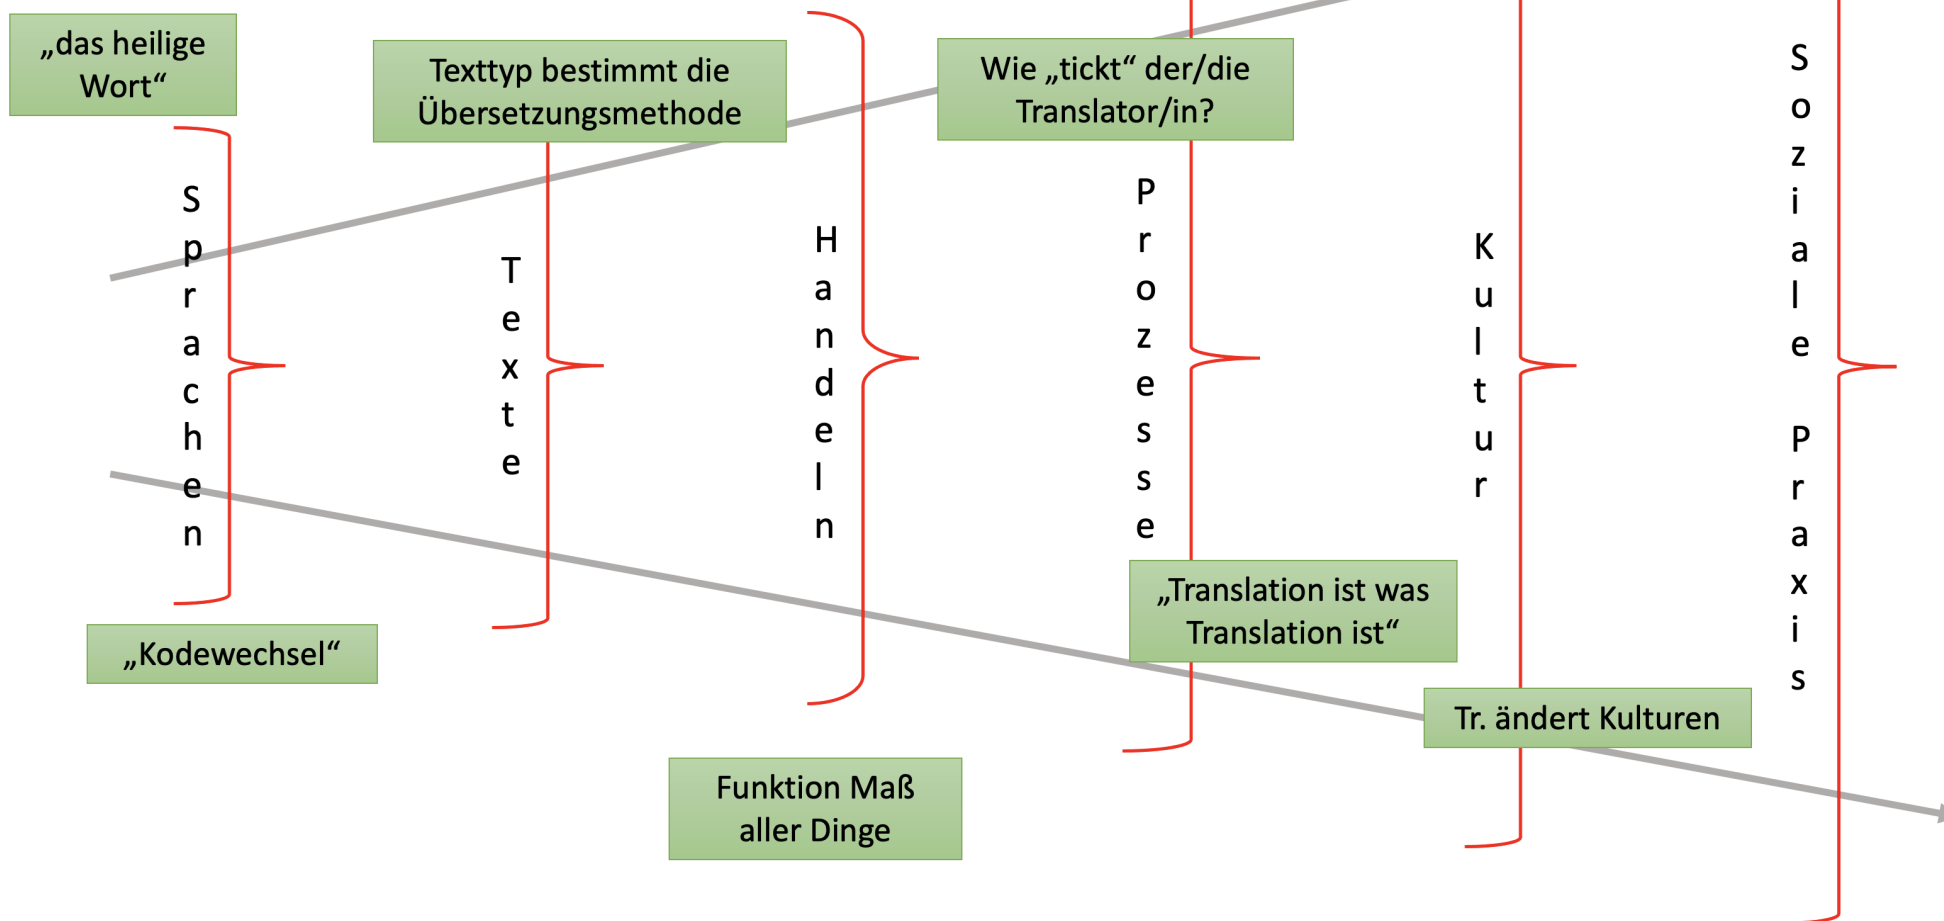 „das heilige
Wort“
Sprachen
„Kodewechsel“
Texttyp bestimmt die
Übersetzungsmethode
Texte
Handeln
Funktion Maß
aller Dinge
Wie „tickt“ der/die
Translator/in?
Prozesse
„Translation ist was
Translation ist“
Kultur
Tr. ändert Kulturen
Soziale Praxis